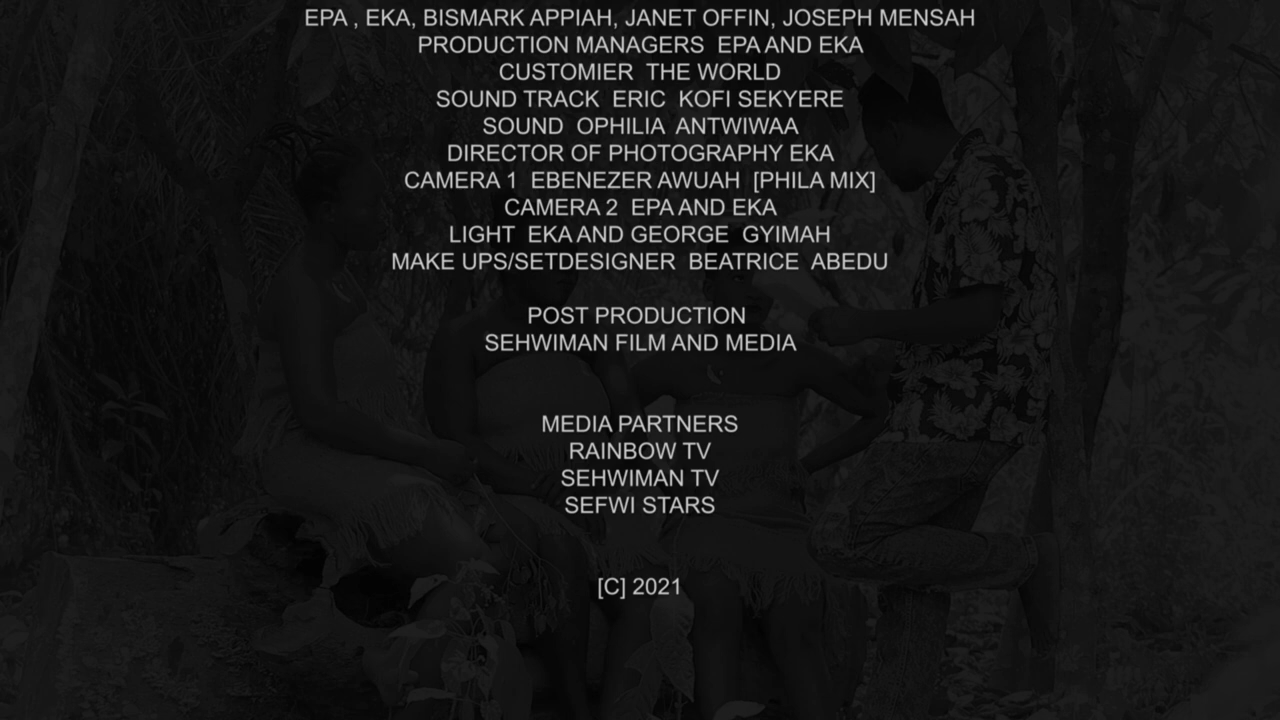 EPA , EKA, BISMARK APPIAH, JANET OFFIN, JOSEPH MENSAH
PRODUCTION MANAGERS EPA AND EKA
CUSTOMIER THE WORLD
SOUND TRACK ERIC KOFI SEKYERE
SOUND OPHILIA ANTWIWAA
DIRECTOR OF PHOTOGRAPHY EKA
CAMERA 1 EBENEZER AWUAH [PHILA MIX]
CAMERA 2 EPA AND EKA
LIGHT EKA AND GEORGE GYIMAH
MAKE UPS/SETDESIGNER BEATRICE ABEDU
POST PRODUCTION
SEHWIMAN FILM AND MEDIA
MEDIA PARTNERS
RAINBOW TV
SEHWIMAN TV
SEFWI STARS
[C] 2021